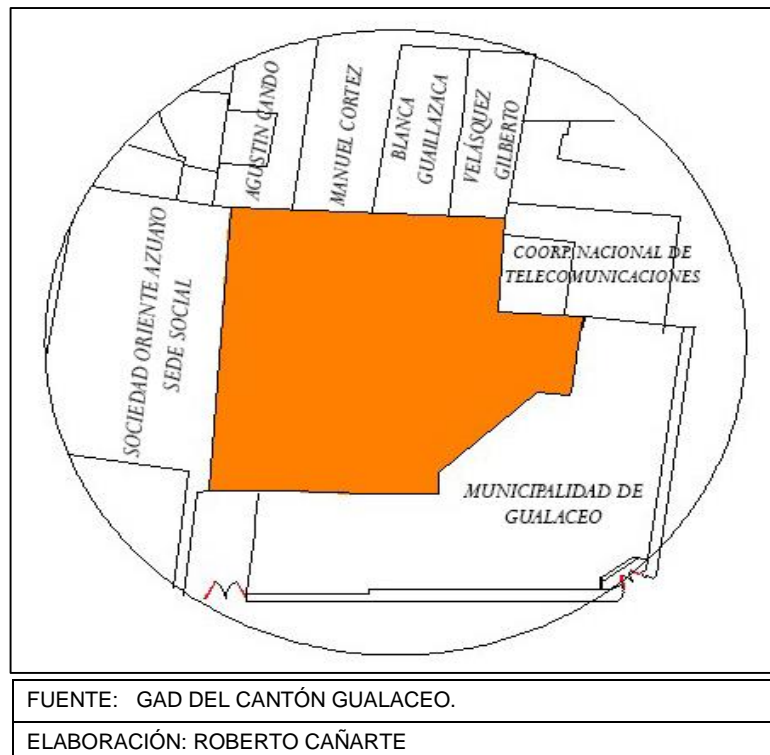 AGUSTIN CANDO
MANUEL CORTEZ
BLANCA
GUAILLAZACA
VELÁSQUEZ
GILBERTO
SOCIEDAD ORIENTE AZUAYO
SEDE SOCIAL
COORP. NACIONAL DE
TELECOMUNICACIONES
MUNICIPALIDAD DE
GUALACEO
FUENTE: GAD DEL CANTÓN GUALACEO.
ELABORACIÓN: ROBERTO CAÑARTE